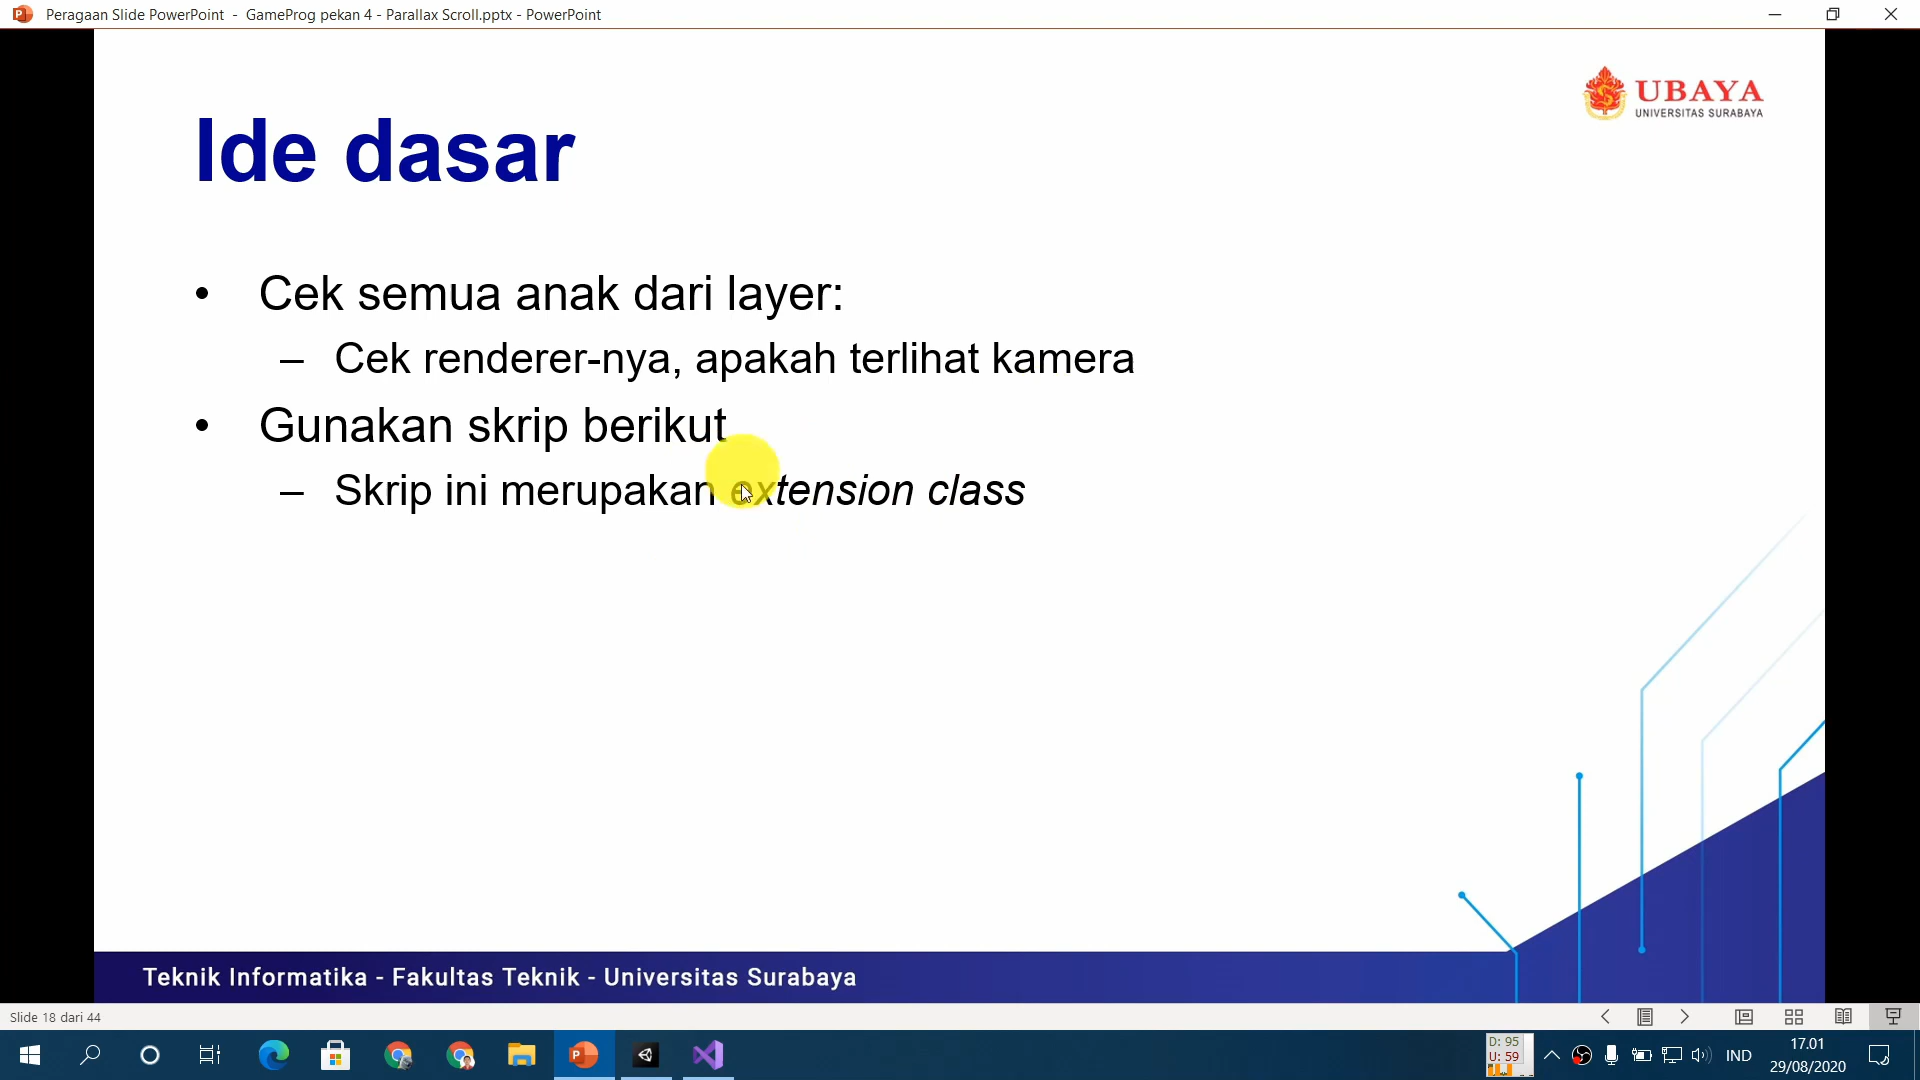 Peragaan Slide PowerPoint - GameProg pekan 4 - Parallax Scroll.pptx - PowerPoint
UBAYA
UNIVERSITAS SURABAYA
Ide dasar
• Cek semua anak dari layer:
– Cek renderer-nya, apakah terlihat kamera
• Gunakan skrip berikut
– Skrip ini merupakan extension class
Teknik Informatika - Fakultas Teknik - Universitas Surabaya
Slide 18 dari 44
D: 95
U: 59
IND
17.01
29/08/2020